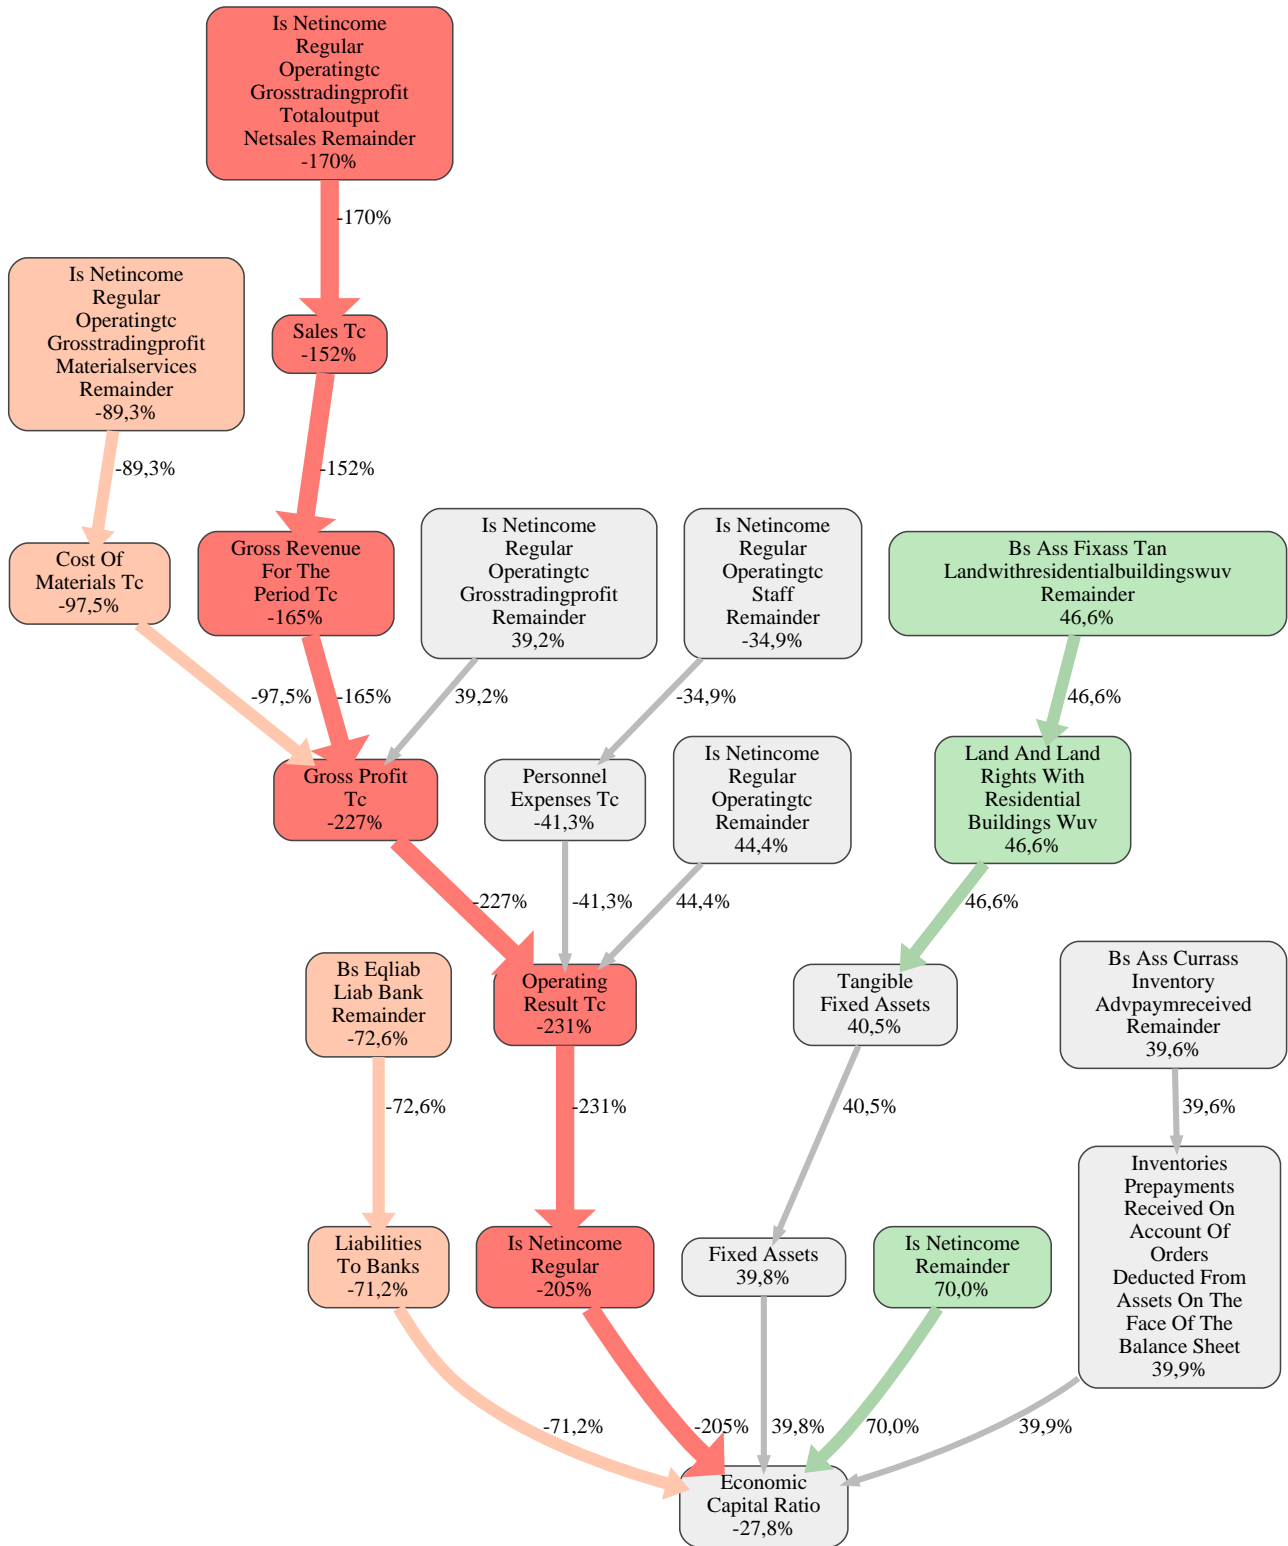 Is Netincome
Regular
Operatingtc
Grosstradingprofit
Totaloutput
Netsales Remainder
-170%
-170%
Is Netincome
Regular
Operatingtc
Grosstradingprofit
Materialservices
Remainder
-89,3%
Sales Tc
-152%
-89,3%
-152%
Cost Of
Materials Tc
-97,5%
Gross Revenue
For The
Period Tc
-165%
Is Netincome
Regular
Operatingtc
Grosstradingprofit
Remainder
39,2%
Is Netincome
Regular
Operatingtc
Staff
Remainder
-34,9%
Bs Ass Fixass Tan
Landwithresidentialbuildingswuv
Remainder
46,6%
-97,5%
-165%
39,2%
-34,9%
46,6%
Gross Profit
Tc
-227%
Personnel
Expenses Tc
-41,3%
Is Netincome
Regular
Operatingtc
Remainder
44,4%
Land And Land
Rights With
Residential
Buildings Wuv
46,6%
-227%
-41,3%
44,4%
46,6%
Bs Eqliab
Liab Bank
Remainder
-72,6%
Operating
Result Tc
-231%
Tangible
Fixed Assets
40,5%
Bs Ass Currass
Inventory
Advpaymreceived
Remainder
39,6%
-72,6%
-231%
40,5%
39,6%
Liabilities
To Banks
-71,2%
Is Netincome
Regular
-205%
Fixed Assets
39,8%
Is Netincome
Remainder
70,0%
Inventories
Prepayments
Received On
Account Of
Orders
Deducted From
Assets On The
Face Of The
Balance Sheet
39,9%
-71,2%
-205%
39,8%
70,0%
39,9%
Economic
Capital Ratio
-27,8%